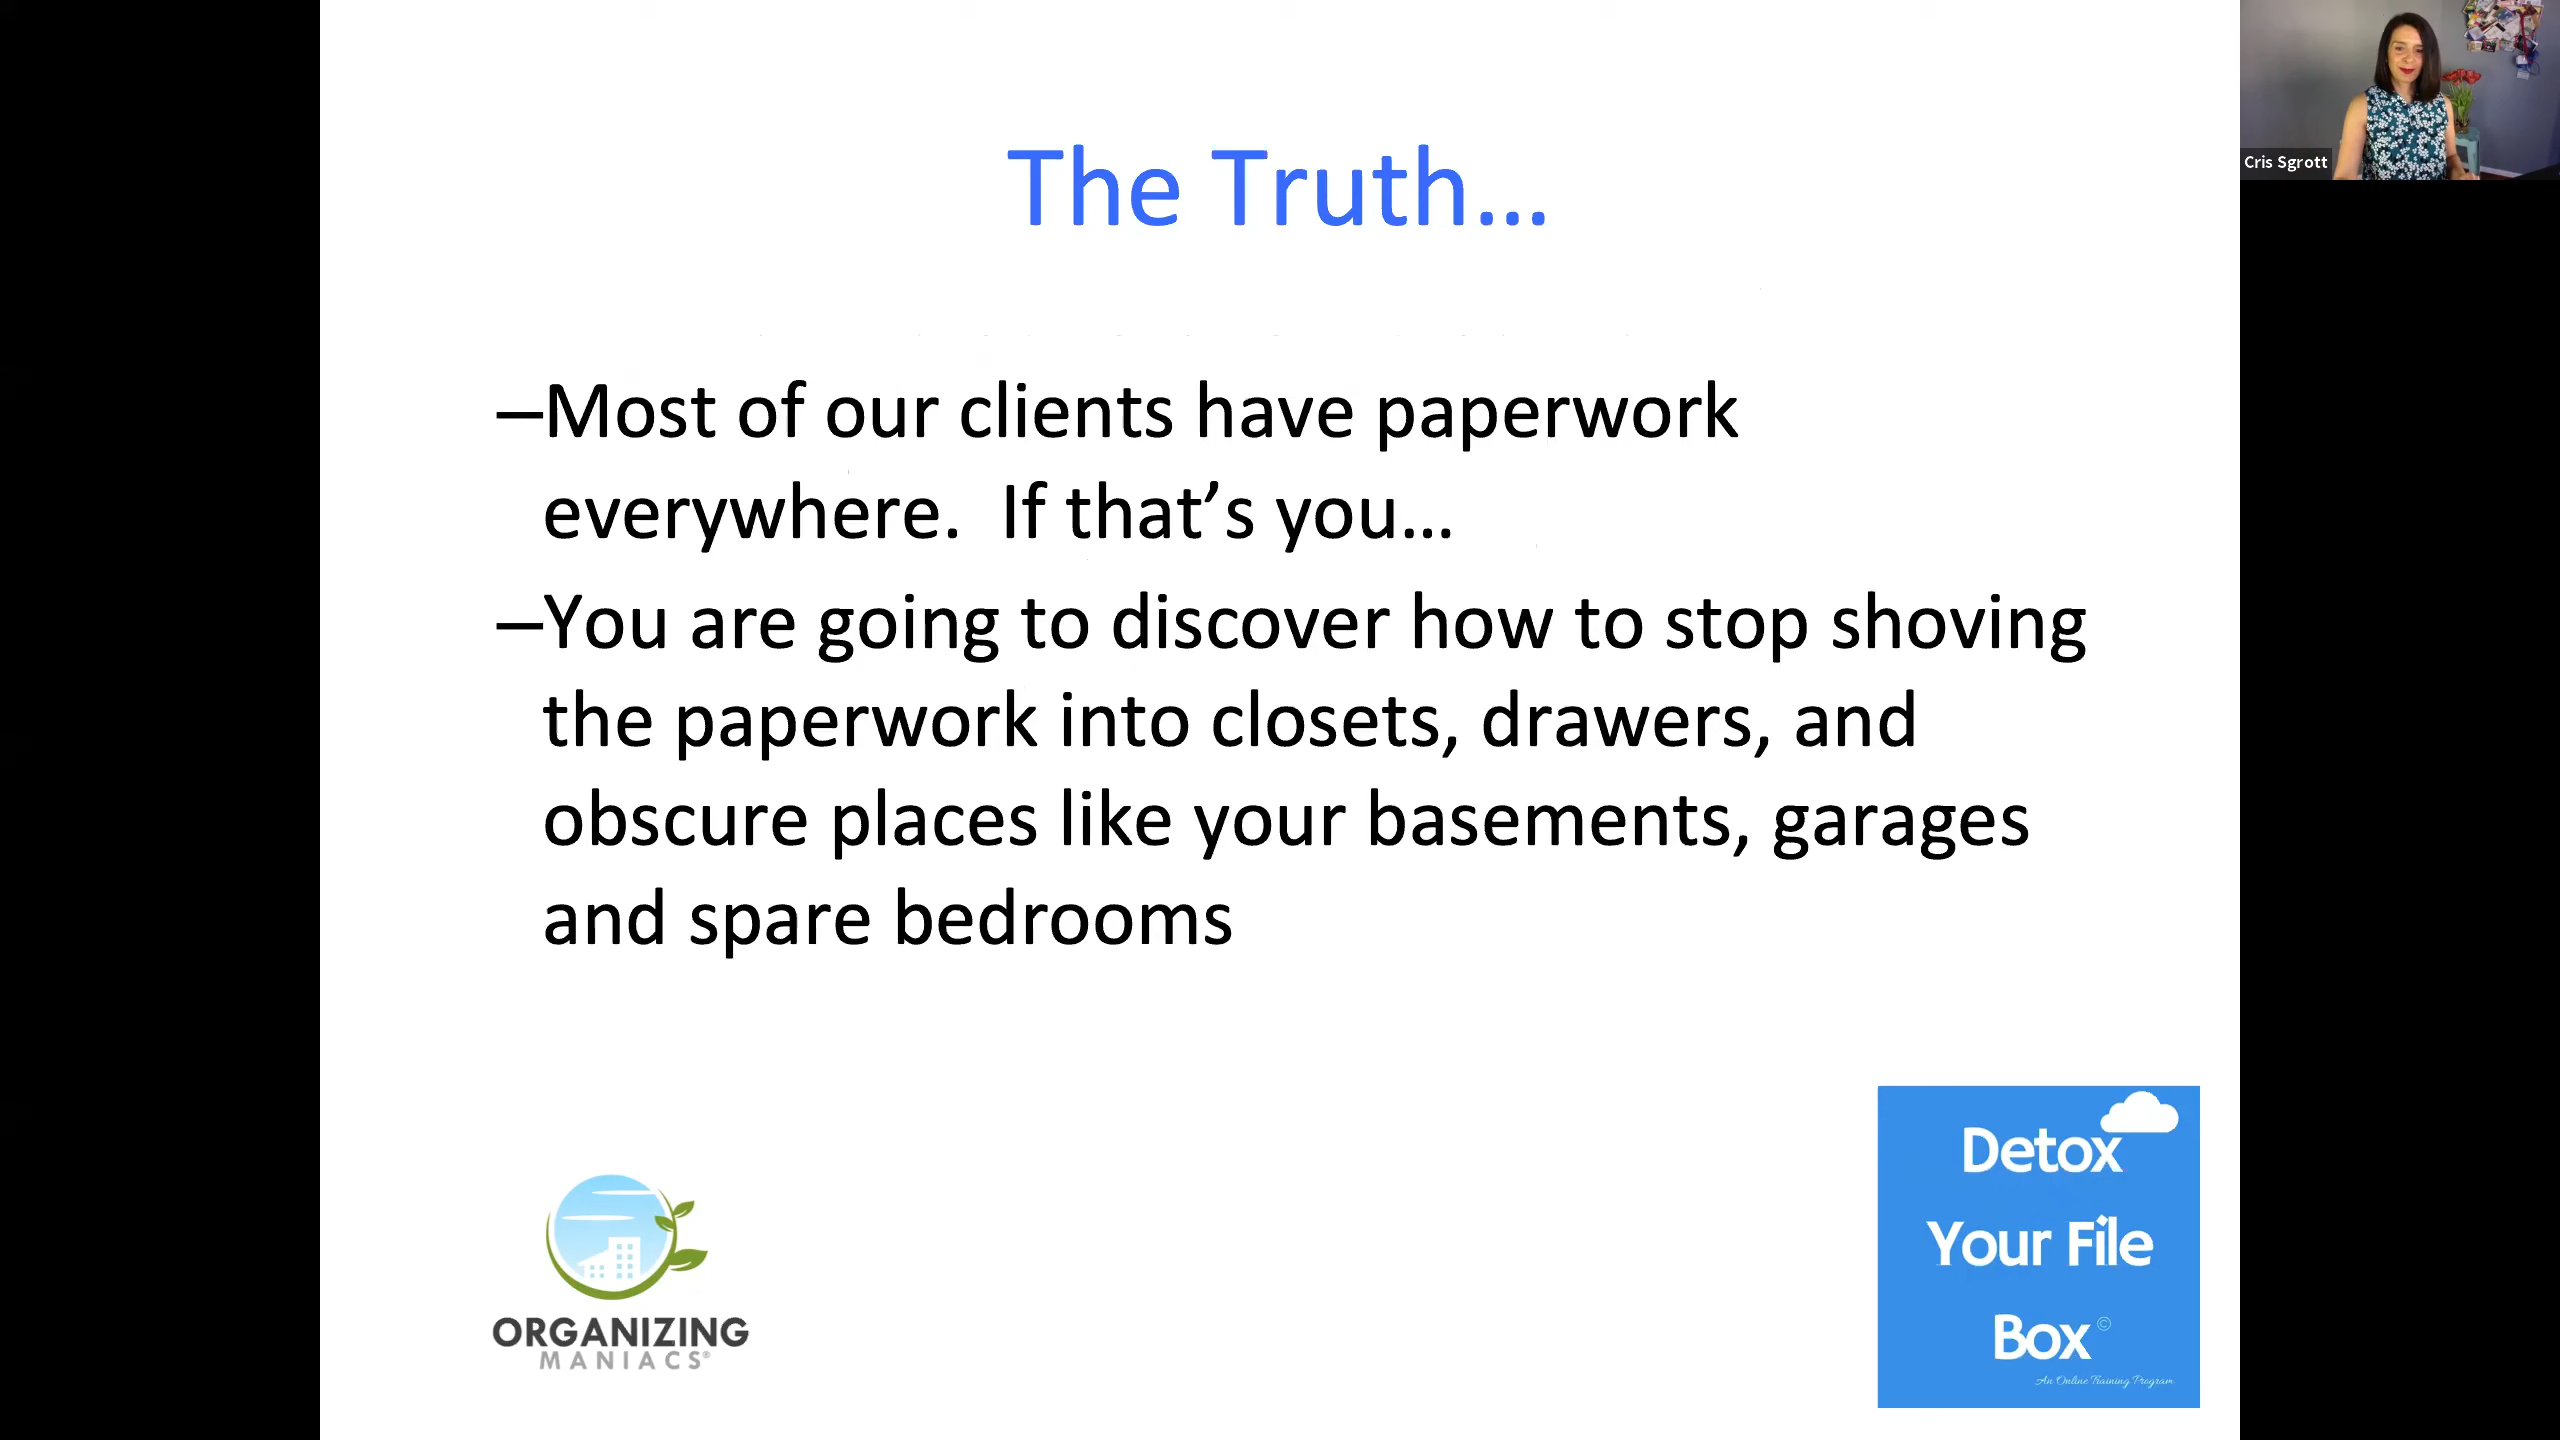 The Truth...
Cris Sgrott
–Most of our clients have paperwork
everywhere.  If that’s you...
–You are going to discover how to stop shoving
the paperwork into closets, drawers, and
obscure places like your basements, garages
and spare bedrooms
ORGANIZING
MANIACS®
Detox
Your File
Box©
An Online Training Program